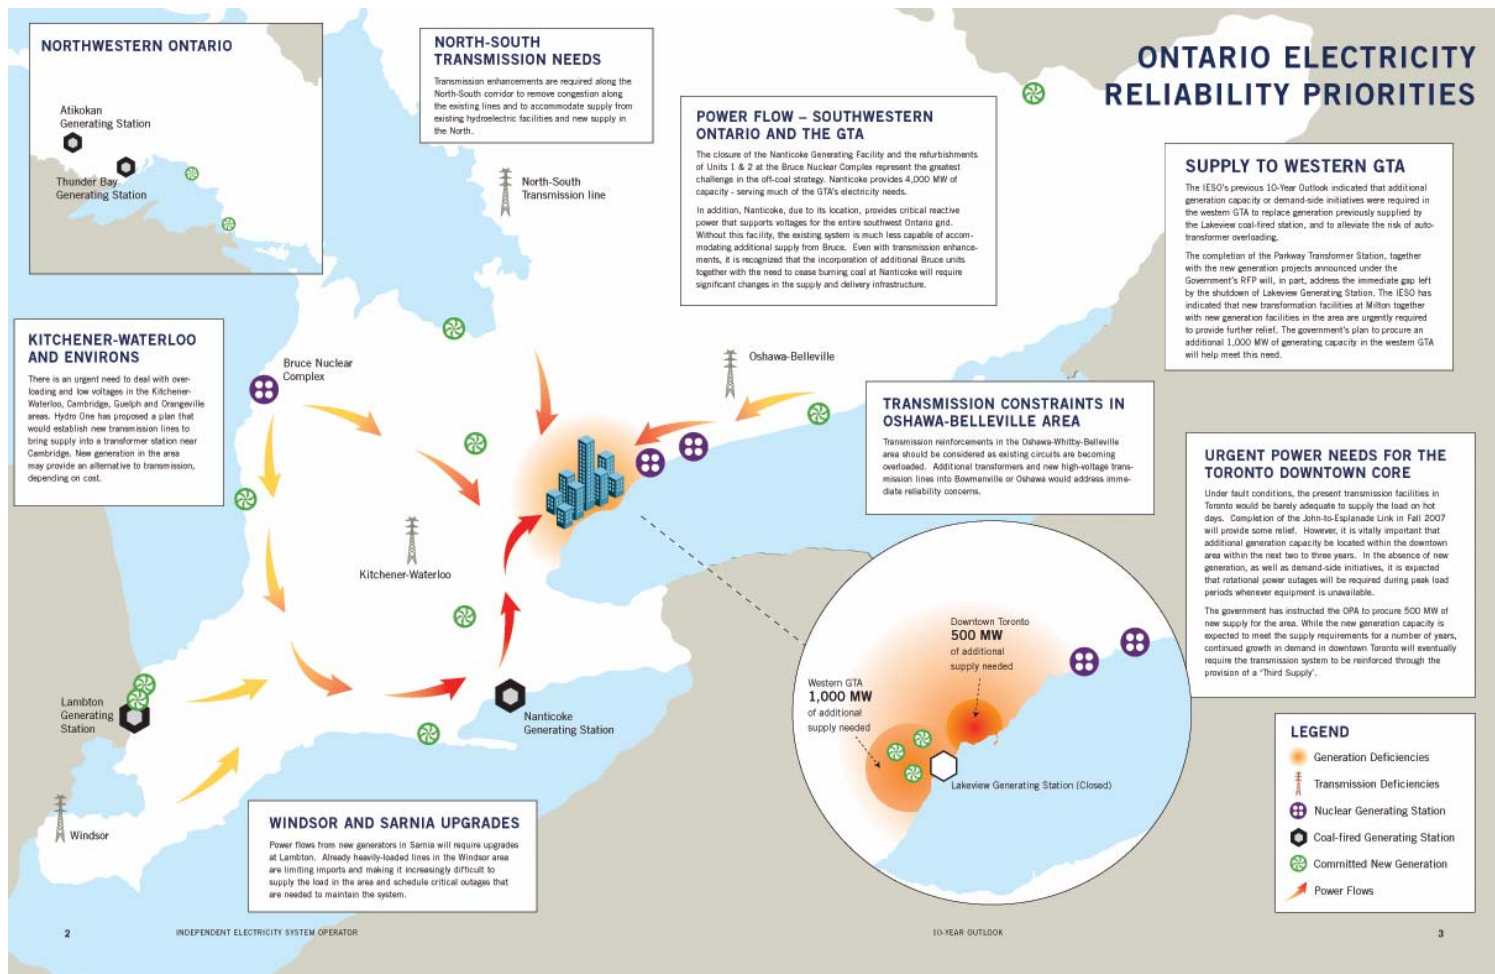 NORTHWESTERN ONTARIO
Atikokan
Generating Station
Thunder Bay
Generating Station
NORTH-SOUTH
TRANSMISSION NEEDS
Transmission enhancements are required along the
North-South corridor to remove congestion along
the existing lines and to accommodate supply from
existing hydroelectric facilities and new supply in
the North.
North-South
Transmission line
POWER FLOW – SOUTHWESTERN
ONTARIO AND THE GTA
The closure of the Nanticoke Generating Facility and the refurbishments
of Units 1 & 2 at the Bruce Nuclear Complex represent the greatest
challenge in the off-coal strategy. Nanticoke provides 4,000 MW of
capacity - serving much of the GTA's electricity needs.
In addition, Nanticoke, due to its location, provides critical reactive
power that supports voltages for the entire southwest Ontario grid.
Without this facility, the existing system is much less capable of accom-
modating additional supply from Bruce. Even with transmission enhance-
ments, it is recognized that the incorporation of additional Bruce units
together with the need to cease burning coal at Nanticoke will require
significant changes in the supply and delivery infrastructure.
ONTARIO ELECTRICITY
RELIABILITY PRIORITIES
SUPPLY TO WESTERN GTA
The IESO's previous 10-Year Outlook indicated that additional
generation capacity or demand-side initiatives were required in
the western GTA to replace generation previously supplied by
the Lakeview coal-fired station, and to alleviate the risk of auto-
transformer overloading.
The completion of the Parkway Transformer Station, together
with the new generation projects announced under the
Government's RFP will, in part, address the immediate gap left
by the shutdown of Lakeview Generating Station. The IESO has
indicated that new transformation facilities at Milton together
with new generation facilities in the area are urgently required
to provide further relief. The government's plan to procure an
additional 1,000 MW of generating capacity in the western GTA
will help meet this need.
KITCHENER-WATERLOO
AND ENVIRONS
There is an urgent need to deal with over-
loading and low voltages in the Kitchener-
Waterloo, Cambridge, Guelph and Orangeville
areas. Hydro One has proposed a plan that
would establish new transmission lines to
bring supply into a transformer station near
Cambridge. New generation in the area
may provide an alternative to transmission,
depending on cost.
Bruce Nuclear
Complex
Oshawa-Belleville
TRANSMISSION CONSTRAINTS IN
OSHAWA-BELLEVILLE AREA
Transmission reinforcements in the Oshawa-Whitby-Belleville
area should be considered as existing circuits are becoming
overloaded. Additional transformers and new high-voltage trans-
mission lines into Bowmanville or Oshawa would address imme-
diate reliability concerns.
URGENT POWER NEEDS FOR THE
TORONTO DOWNTOWN CORE
Under fault conditions, the present transmission facilities in
Toronto would be barely adequate to supply the load on hot
days. Completion of the John-to-Esplanade Link in Fall 2007
will provide some relief. However, it is vitally important that
additional generation capacity be located within the downtown
area within the next two to three years. In the absence of new
generation, as well as demand-side initiatives, it is expected
that rotational power outages will be required during peak load
periods whenever equipment is unavailable.
The government has instructed the OPA to procure 500 MW of
new supply for the area. While the new generation capacity is
expected to meet the supply requirements for a number of years,
continued growth in demand in downtown Toronto will eventually
require the transmission system to be reinforced through the
provision of a 'Third Supply'.
Kitchener-Waterloo
Downtown Toronto
500 MW
of additional
supply needed
Western GTA
1,000 MW
of additional
supply needed
Lakeview Generating Station (Closed)
Lambton
Generating
Station
Nanticoke
Generating Station
Windsor
WINDSOR AND SARNIA UPGRADES
Power flows from new generators in Sarnia will require upgrades
at Lambton. Already heavily-loaded lines in the Windsor area
are limiting imports and making it increasingly difficult to
supply the load in the area and schedule critical outages that
are needed to maintain the system.
LEGEND
Generation Deficiencies
Transmission Deficiencies
Nuclear Generating Station
Coal-fired Generating Station
Committed New Generation
Power Flows
2
INDEPENDENT ELECTRICITY SYSTEM OPERATOR
10-YEAR OUTLOOK
3